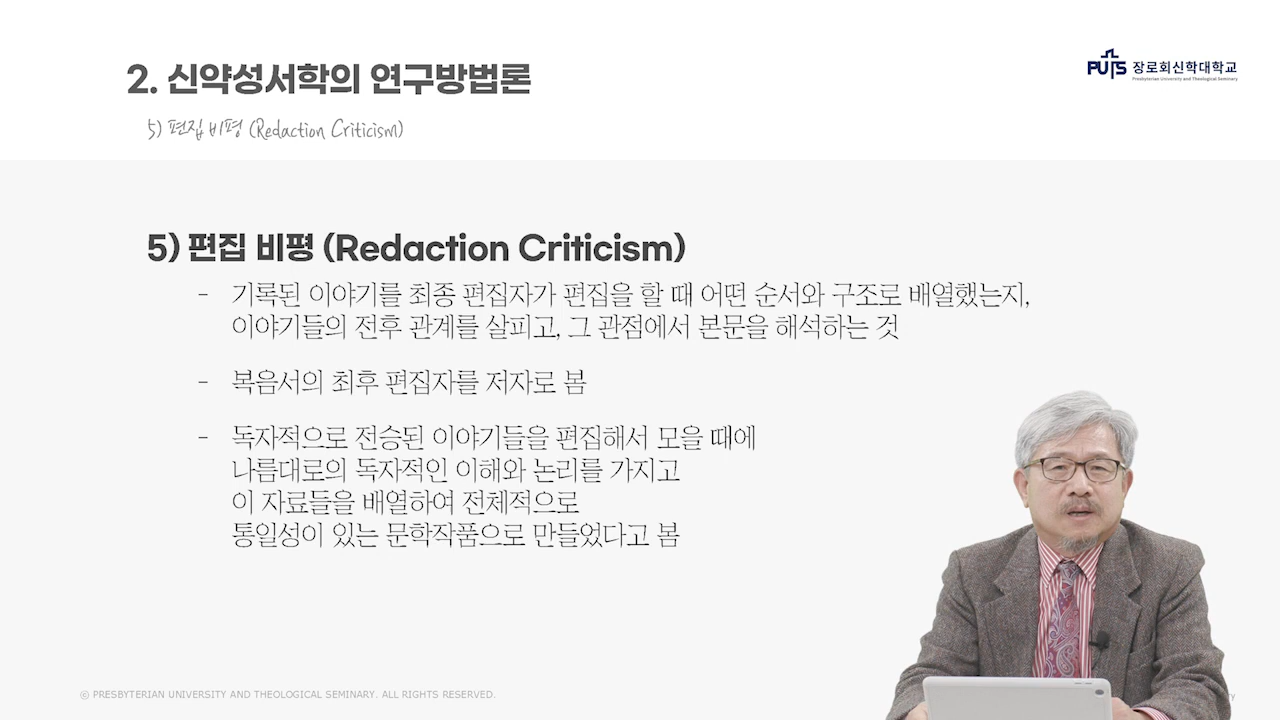 2. 신약성서학의 연구방법론
PUTS 장로회신학대학교
Presbyterian University and Theological Seminary
5) 편집 비평 (Redaction Criticism)
5) 편집 비평 (Redaction Criticism)
- 기록된 이야기를 최종 편집자가 편집을 할 때 어떤 순서와 구조로 배열했는지,
이야기들의 전후 관계를 살피고, 그 관점에서 본문을 해석하는 것
- 복음서의 최후 편집자를 저자로 봄
- 독자적으로 전승된 이야기들을 편집해서 모을 때에
나름대로의 독자적인 이해와 논리를 가지고
이 자료들을 배열하여 전체적으로
통일성이 있는 문학작품으로 만들었다고 봄
ⓒ PRESBYTERIAN UNIVERSITY AND THEOLOGICAL SEMINARY. ALL RIGHTS RESERVED.